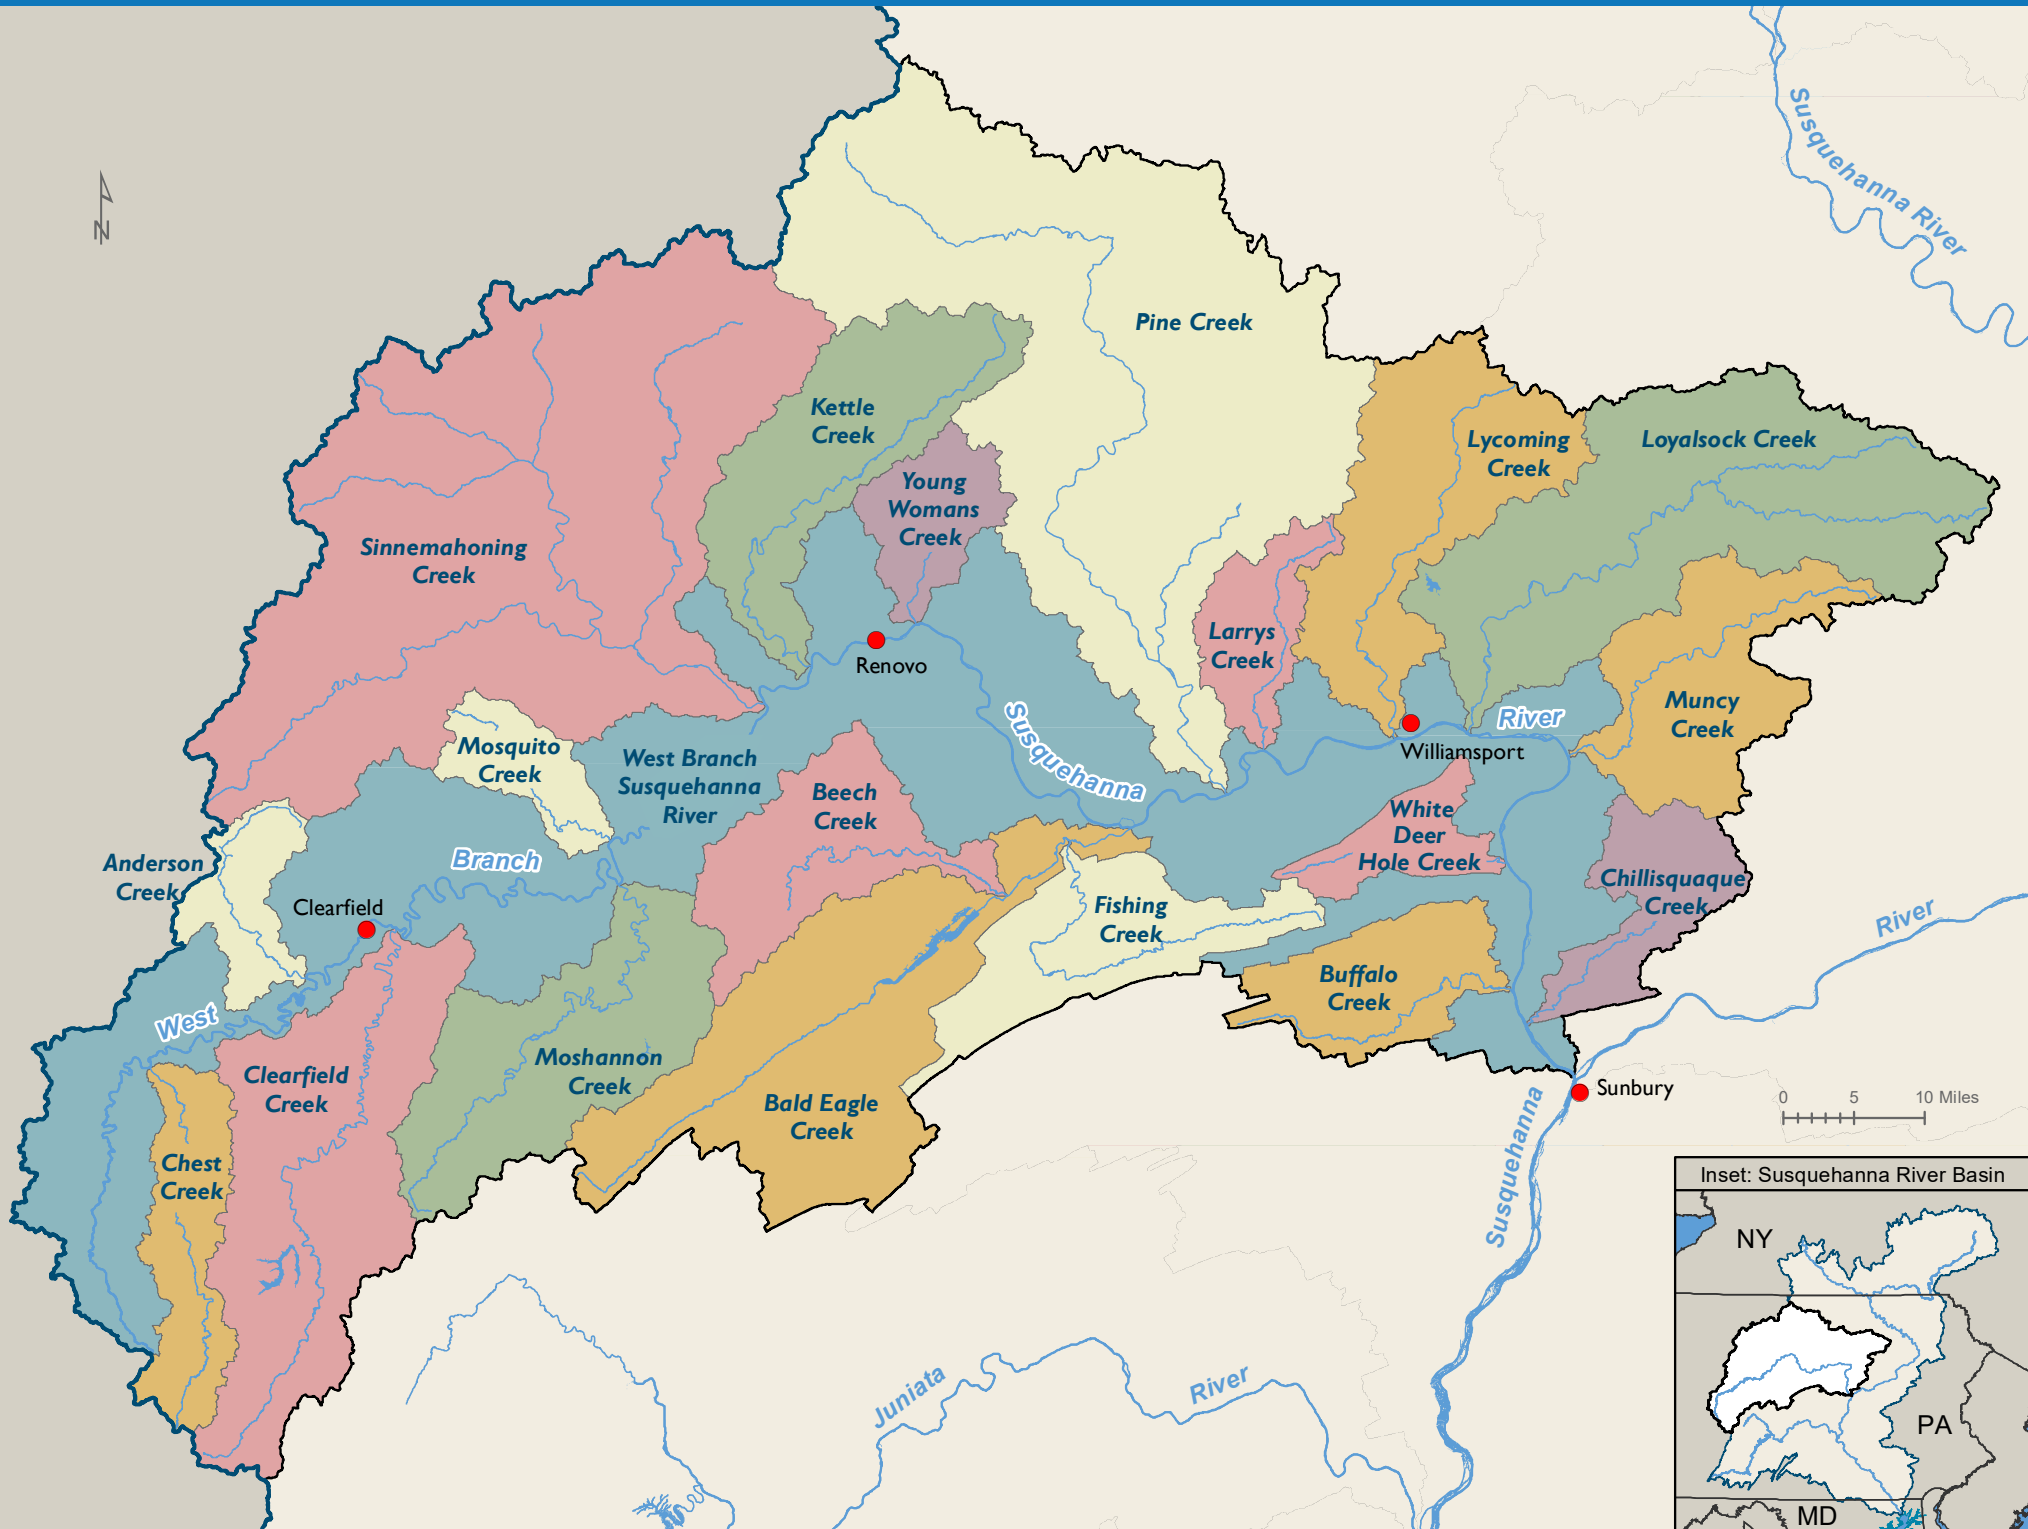 Susquehanna River
Pine Creek
Kettle
Creek
Lycoming
Creek
Loyalsock Creek
Young
Womans
Creek
Sinnemahoning
Creek
Larrys
Creek
Renovo
Muncy
Creek
Susquehanna
River
Williamsport
Mosquito
Creek
West Branch
Susquehanna
River
Beech
Creek
White
Deer
Hole Creek
Anderson
Creek
Branch
Clearfield
Chillisquaque
Creek
Fishing
Creek
River
Buffalo
Creek
West
Moshannon
Creek
Clearfield
Creek
Bald Eagle
Creek
Sunbury
0 5 10 Miles
Chest
Creek
Susquehanna
Juniata
River
N
Inset: Susquehanna River Basin
NY
PA
MD